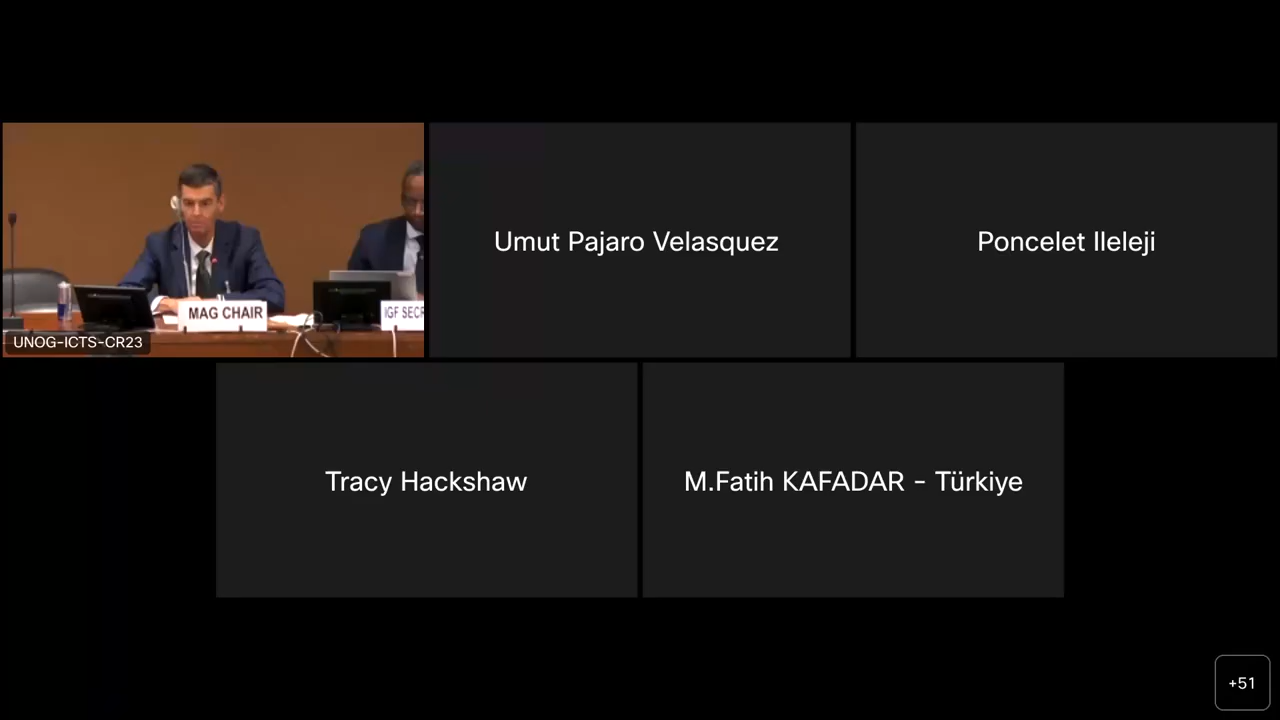 MAG CHAIR
IGF SECR
UNOG-ICTS-CR23
Umut Pajaro Velasquez
Poncelet Ileleji
Tracy Hackshaw
M.Fatih KAFADAR - Türkiye
+51